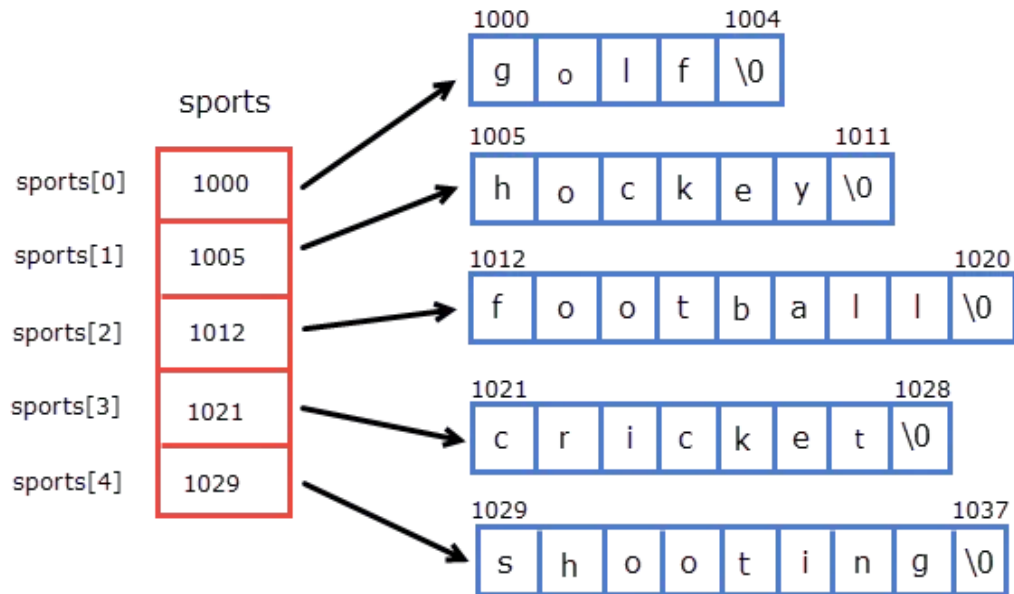 sports
sports[0] 1000
sports[1] 1005
sports[2] 1012
sports[3] 1021
sports[4] 1029
1000 1004
g o l f \0
1005 1011
h o c k e y \0
1012 1020
f o o t b a l l \0
1021 1028
c r i c k e t \0
1029 1037
s h o o t i n g \0